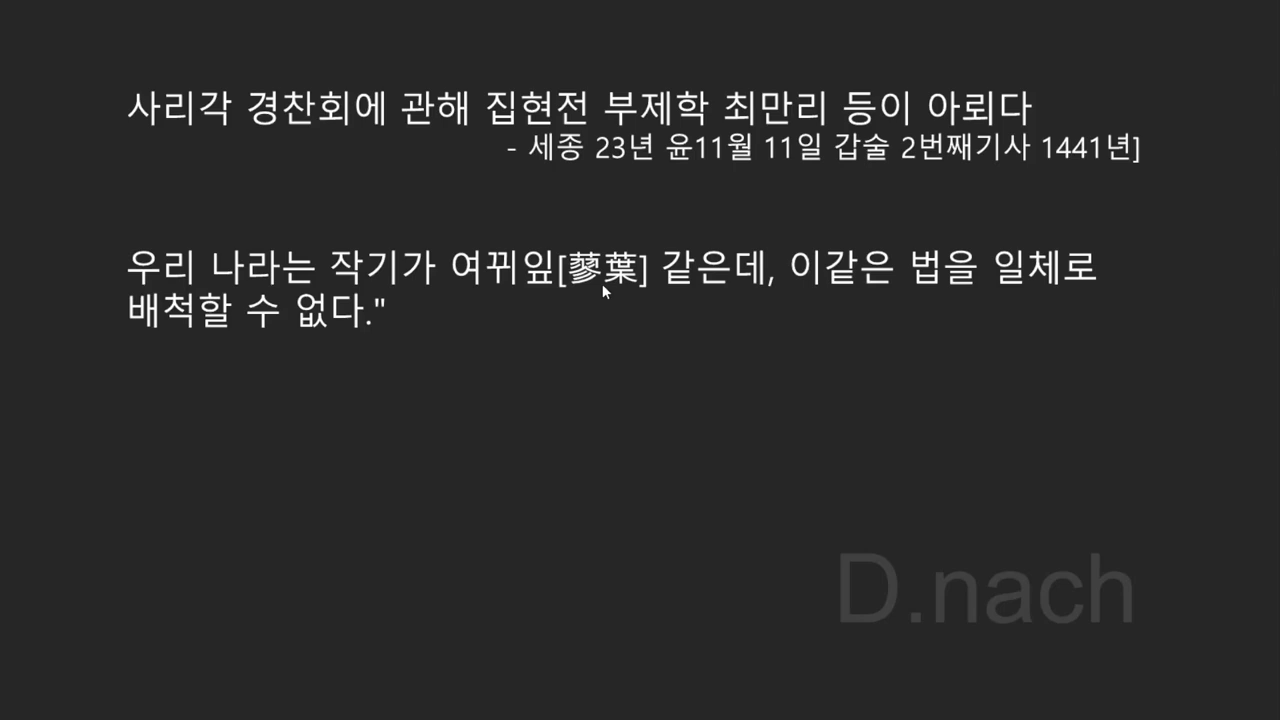 사리각 경찬회에 관해 집현전 부제학 최만리 등이 아뢰다
- 세종 23년 윤11월 11일 갑술 2번째기사 1441년]
우리 나라는 작기가 여뀌잎[蓼葉] 같은데, 이같은 법을 일체로
배척할 수 없다."
D.nach